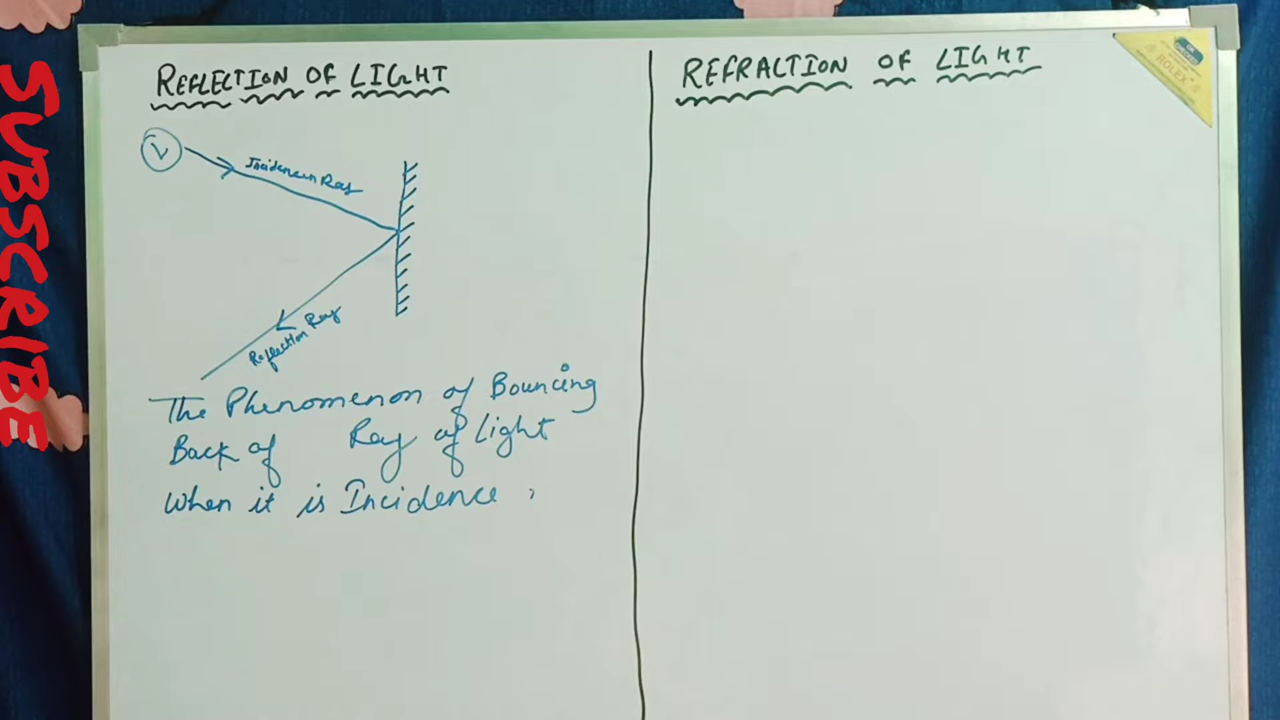 SUBSCRIBE
REFLECTION OF LIGHT
Incidence Ray
Reflection Ray
The Phenomenon of Bouncing
Back of Ray of Light
when it is Incidence
REFRACTION OF LIGHT
ROLEX